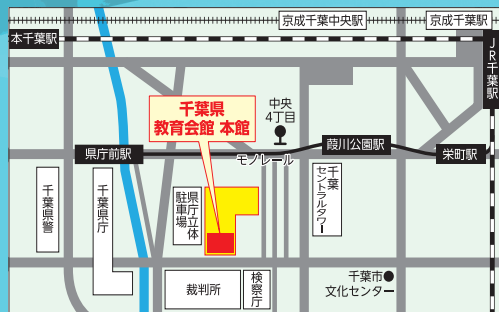 京成千葉中央駅
京成千葉駅
本千葉駅
JR千葉駅
千葉県
教育会館 本館
中央
4丁目
県庁前駅
モノレール
葭川公園駅
栄町駅
千葉県警
千葉県庁
県庁立体
駐車場
千葉
セントラルタワー
裁判所
検察庁
千葉市
文化センター